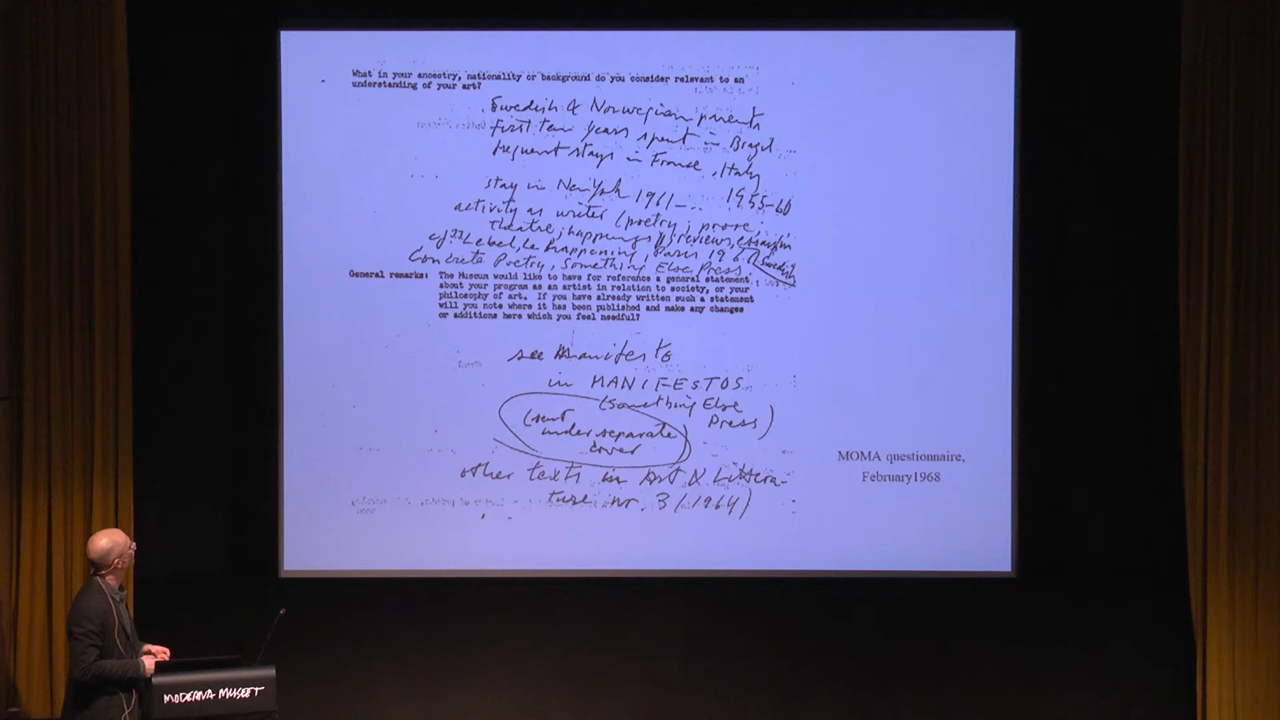 What in your ancestry, nationality or background do you consider relevant to an
understanding of your art?
Swedish & Norwegian parents
first ten years spent in Brazil
frequent stays in France, Italy
stay in New York 1961–.. 1955-60
activity as writer (poetry; prose;
theatre; happenings; reviews, essays in
cf. Lebel, Le happening, Paris 196 Swedish
Concrete Poetry, Something Else Press
General remarks: The Museum would like to have for reference a general statement
about your program as an artist in relation to society, or your
philosophy of art. If you have already written such a statement
will you note where it has been published and make any changes
or additions here which you feel needful?
see Manifesto
in MANIFESTOS
(Something Else
Press)
(sent
under separate
cover
other texts in Art & Littera-
ture nr. 3 (1964)
MOMA questionnaire,
February1968
MODERNA MUSEET